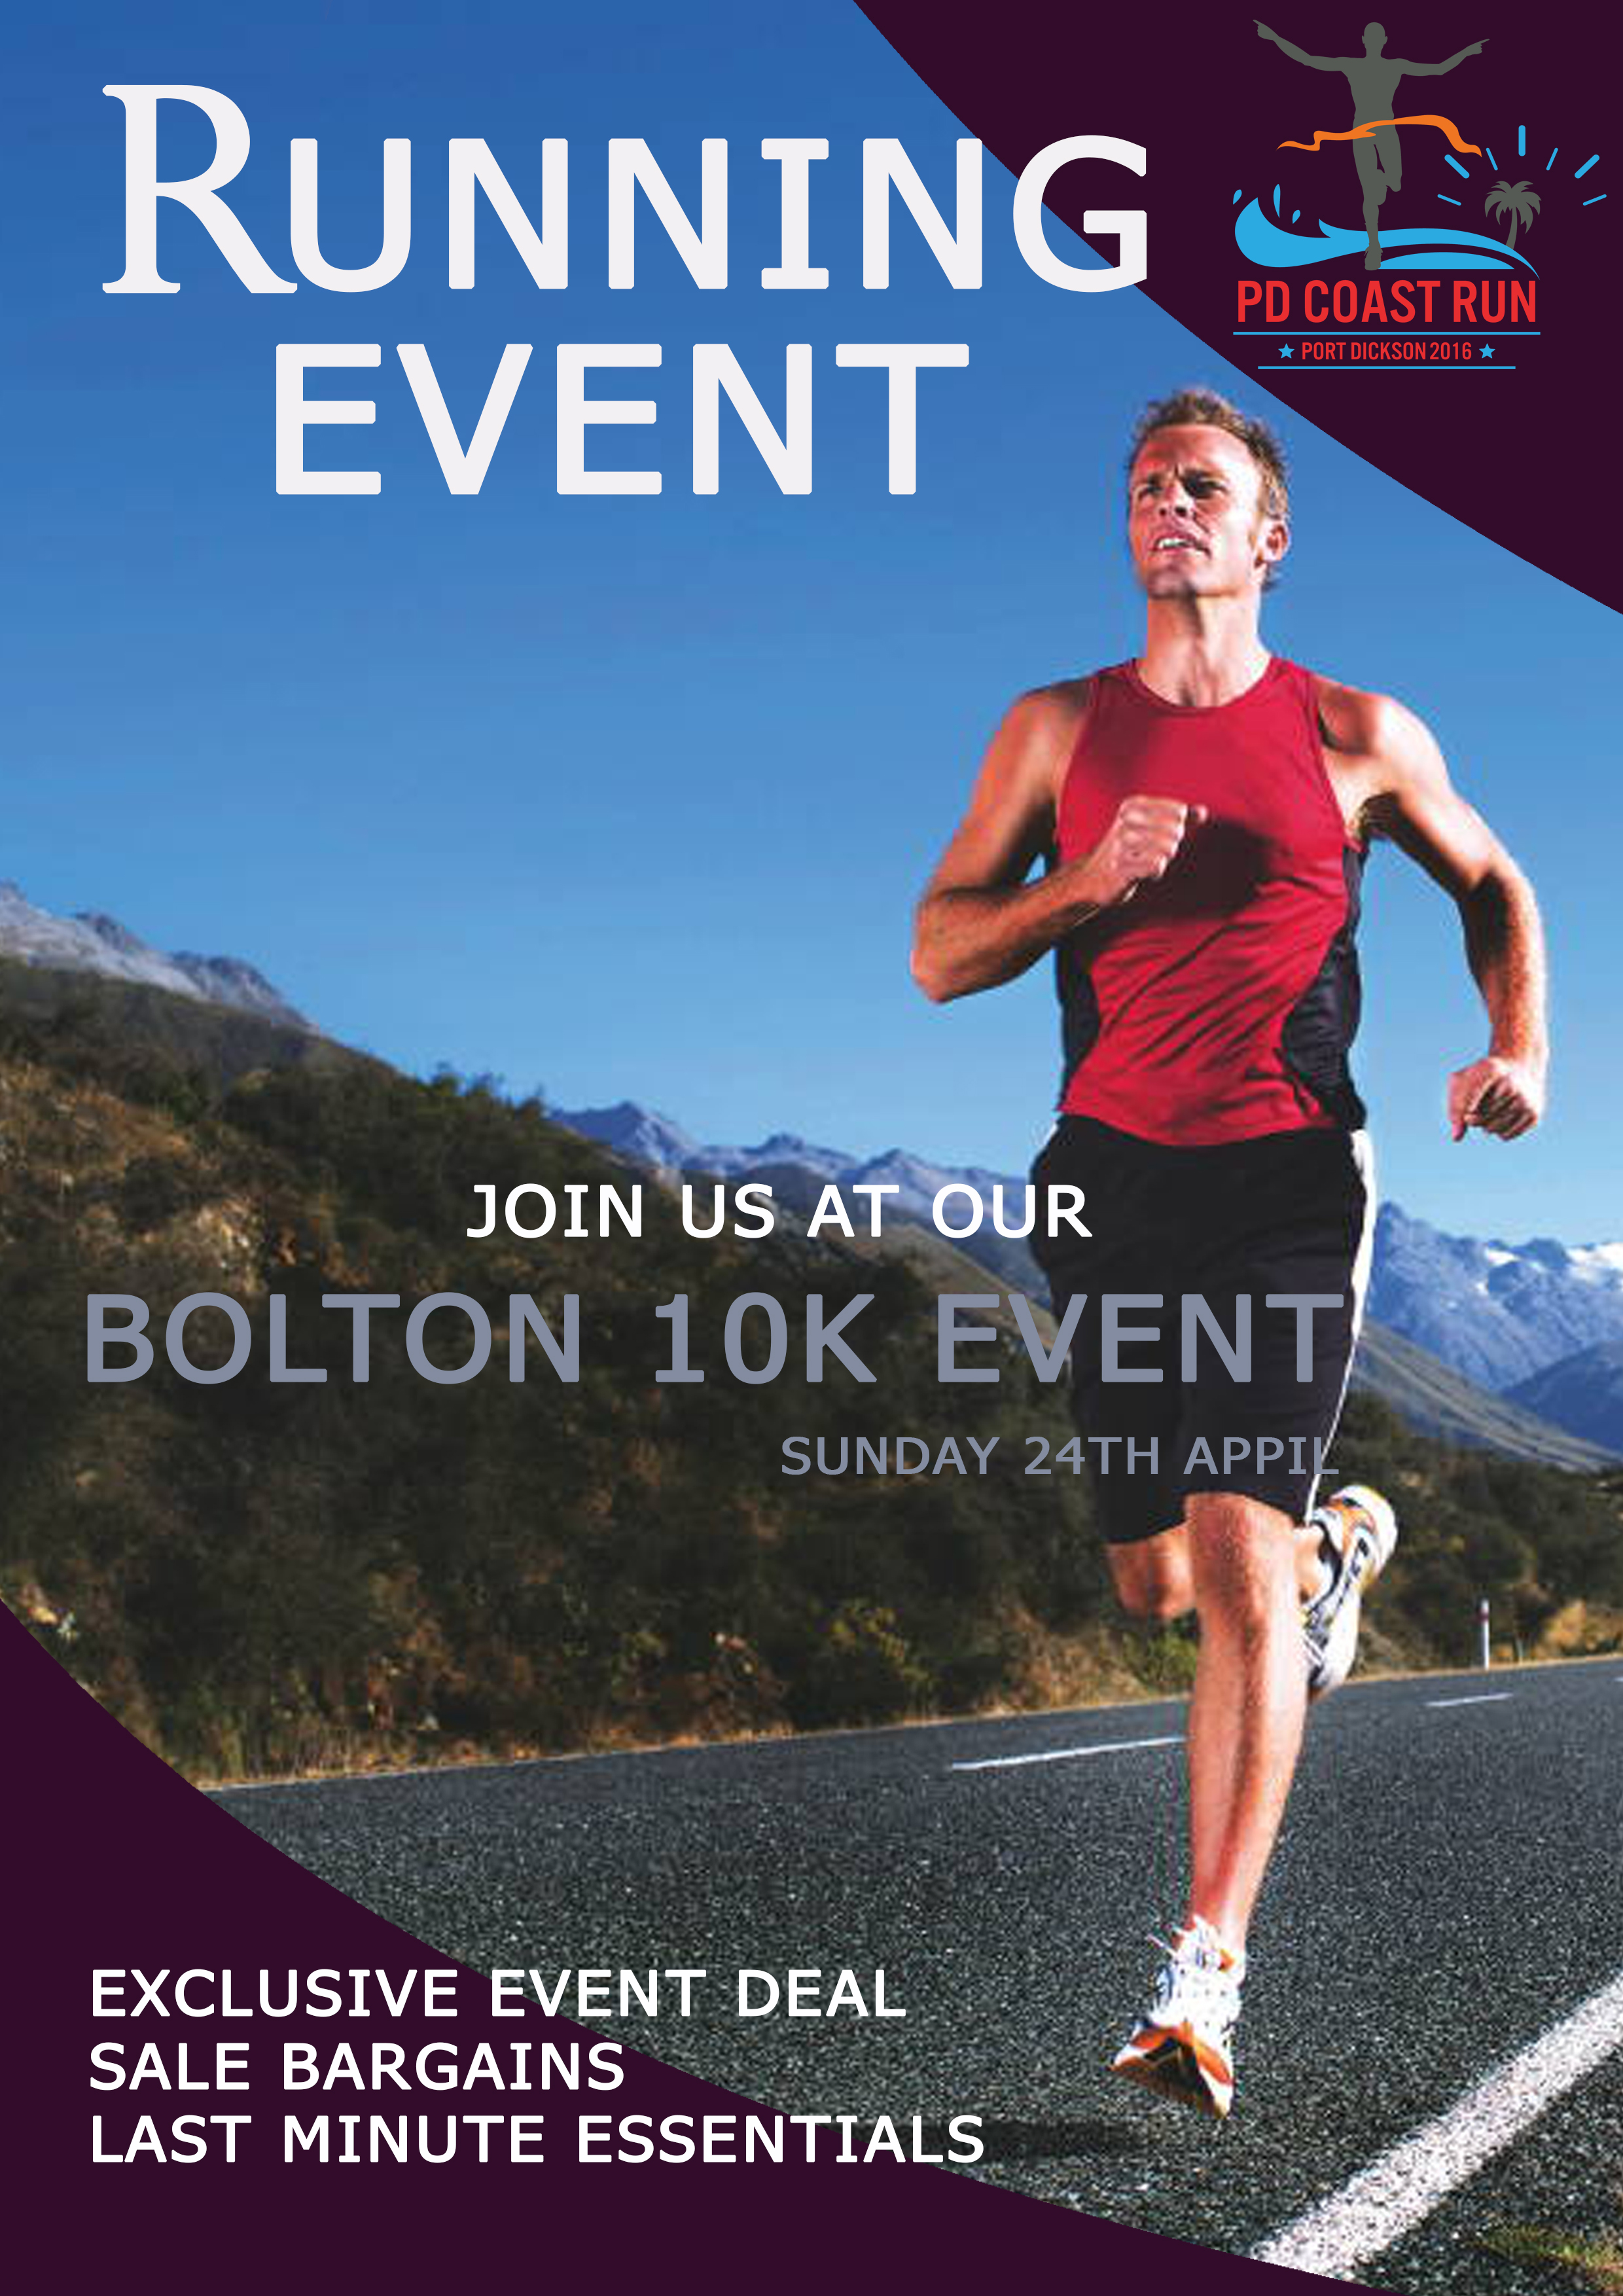 RUNNING
EVENT
PD COAST RUN
PORT DICKSON 2016
JOIN US AT OUR
BOLTON 10K EVENT
SUNDAY 24TH APPIL
EXCLUSIVE EVENT DEAL
SALE BARGAINS
LAST MINUTE ESSENTIALS